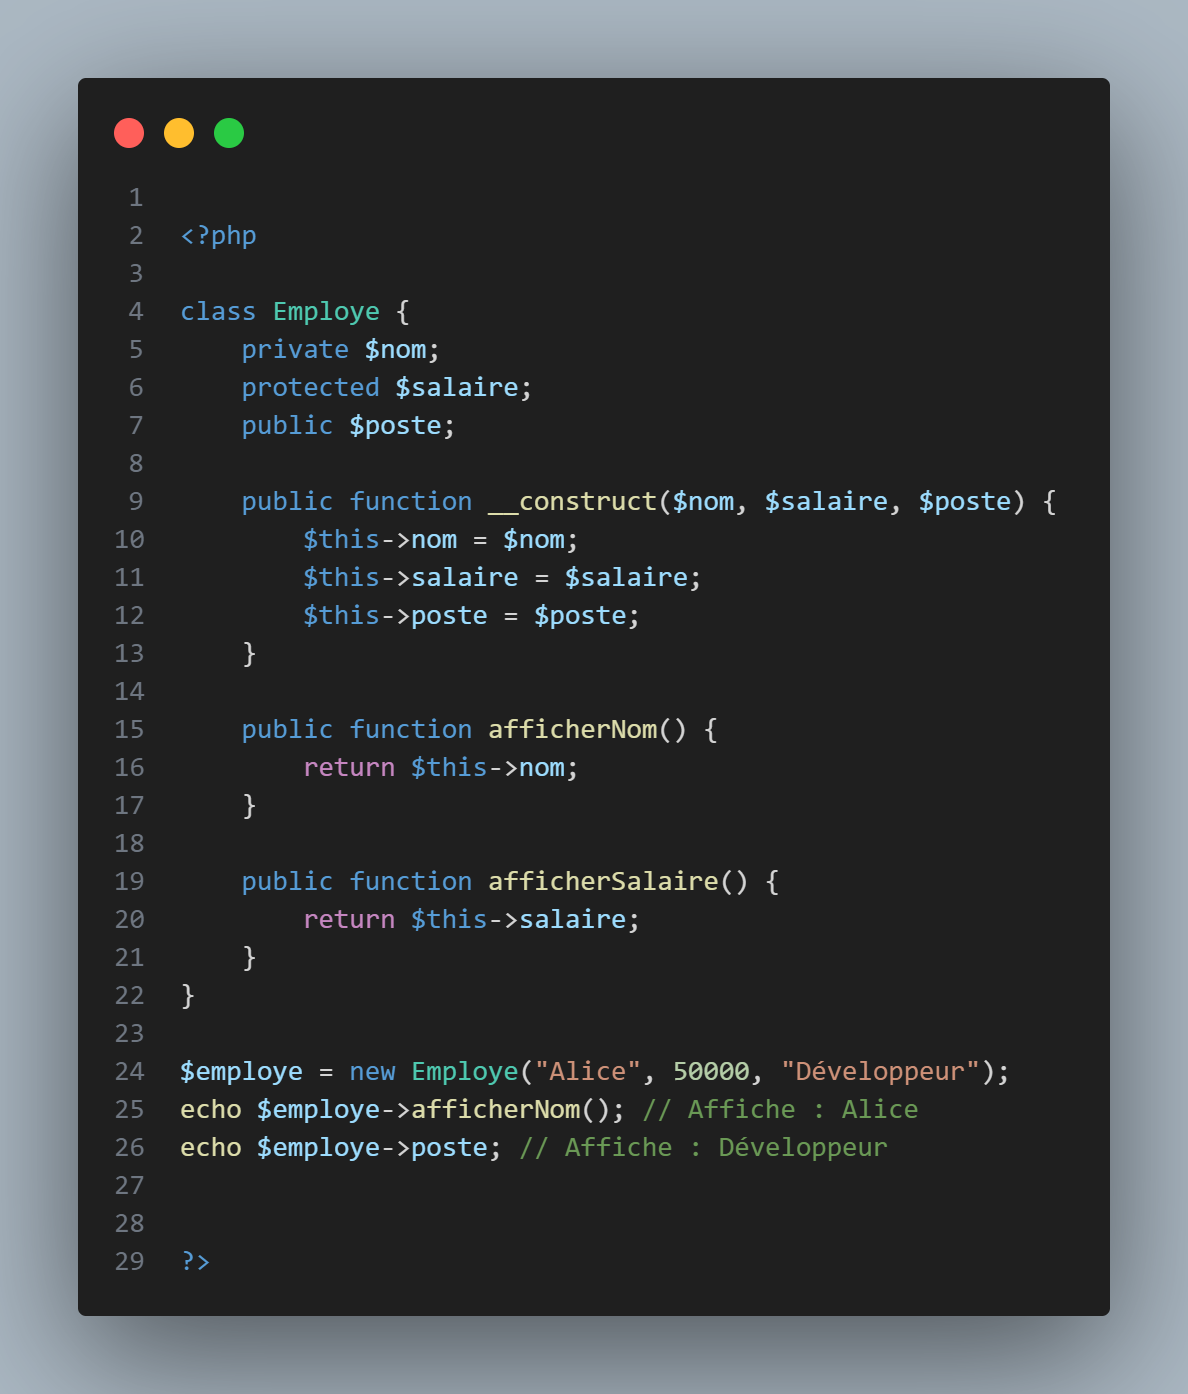 1
2 <?php
3
4 class Employe {
5     private $nom;
6     protected $salaire;
7     public $poste;
8
9     public function __construct($nom, $salaire, $poste) {
10         $this->nom = $nom;
11         $this->salaire = $salaire;
12         $this->poste = $poste;
13     }
14
15     public function afficherNom() {
16         return $this->nom;
17     }
18
19     public function afficherSalaire() {
20         return $this->salaire;
21     }
22 }
23
24 $employe = new Employe("Alice", 50000, "Développeur");
25 echo $employe->afficherNom(); // Affiche : Alice
26 echo $employe->poste; // Affiche : Développeur
27
28
29 ?>